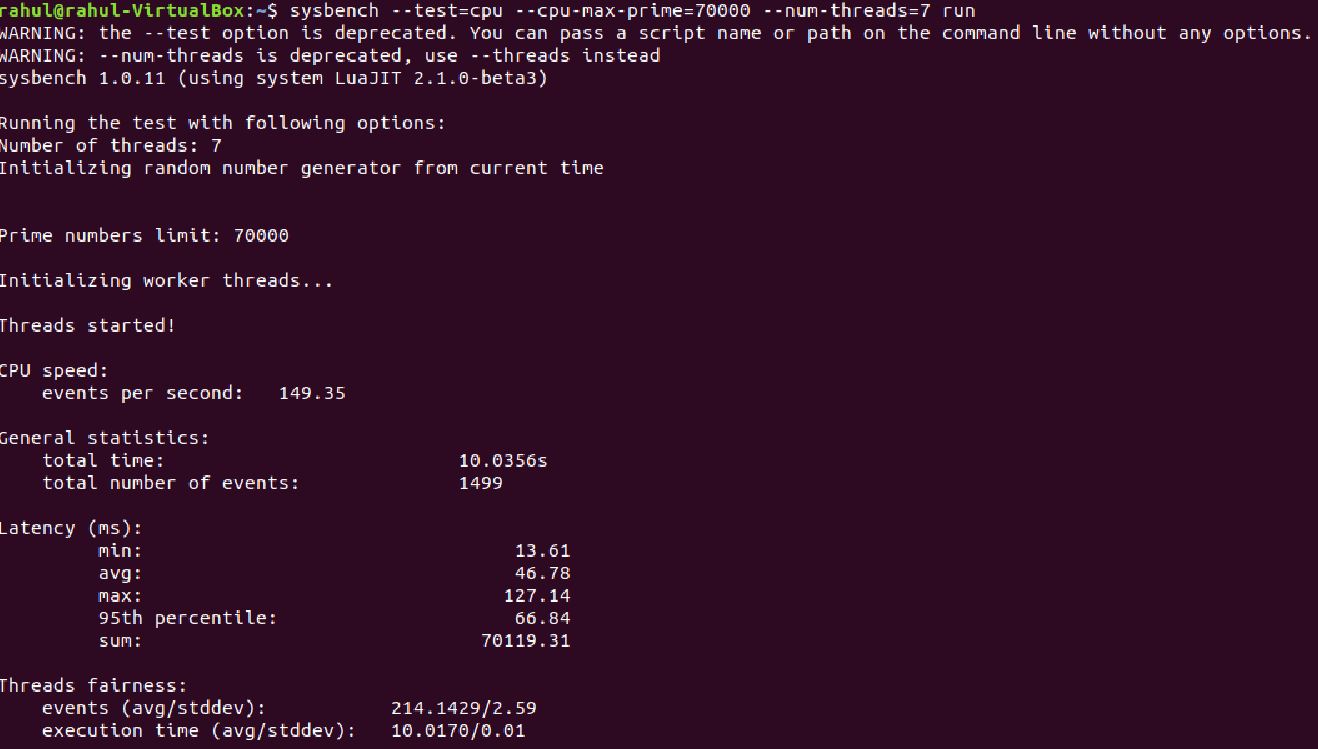 rahul@rahul-VirtualBox:~$ sysbench --test=cpu --cpu-max-prime=70000 --num-threads=7 run
WARNING: the --test option is deprecated. You can pass a script name or path on the command line without any options.
WARNING: --num-threads is deprecated, use --threads instead
sysbench 1.0.11 (using system LuaJIT 2.1.0-beta3)
Running the test with following options:
Number of threads: 7
Initializing random number generator from current time
Prime numbers limit: 70000
Initializing worker threads...
Threads started!
CPU speed:
events per second: 149.35
General statistics:
total time: 10.0356s
total number of events: 1499
Latency (ms):
min: 13.61
avg: 46.78
max: 127.14
95th percentile: 66.84
sum: 70119.31
Threads fairness:
events (avg/stddev): 214.1429/2.59
execution time (avg/stddev): 10.0170/0.01